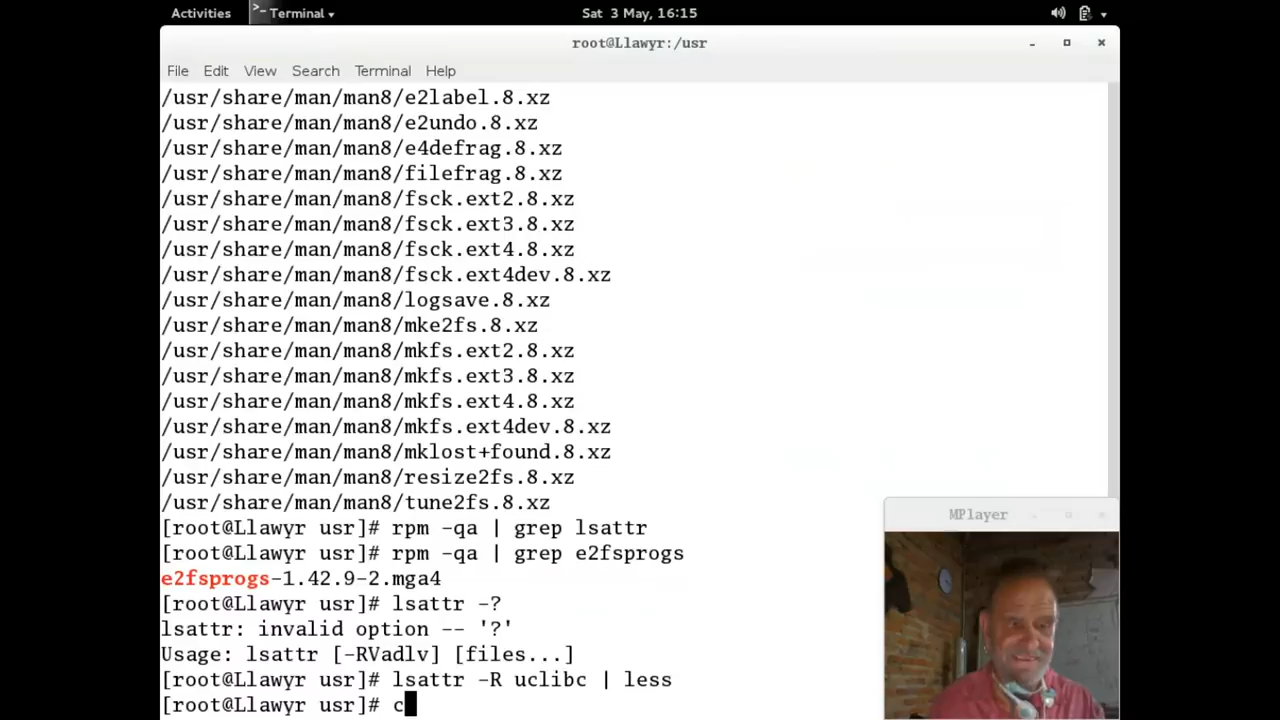 Activities Terminal Sat 3 May, 16:15
root@Llawyr:/usr
File Edit View Search Terminal Help
/usr/share/man/man8/e2label.8.xz
/usr/share/man/man8/e2undo.8.xz
/usr/share/man/man8/e4defrag.8.xz
/usr/share/man/man8/filefrag.8.xz
/usr/share/man/man8/fsck.ext2.8.xz
/usr/share/man/man8/fsck.ext3.8.xz
/usr/share/man/man8/fsck.ext4.8.xz
/usr/share/man/man8/fsck.ext4dev.8.xz
/usr/share/man/man8/logsave.8.xz
/usr/share/man/man8/mke2fs.8.xz
/usr/share/man/man8/mkfs.ext2.8.xz
/usr/share/man/man8/mkfs.ext3.8.xz
/usr/share/man/man8/mkfs.ext4.8.xz
/usr/share/man/man8/mkfs.ext4dev.8.xz
/usr/share/man/man8/mklost+found.8.xz
/usr/share/man/man8/resize2fs.8.xz
/usr/share/man/man8/tune2fs.8.xz
[root@Llawyr usr]# rpm -qa | grep lsattr
[root@Llawyr usr]# rpm -qa | grep e2fsprogs
e2fsprogs-1.42.9-2.mga4
[root@Llawyr usr]# lsattr -?
lsattr: invalid option -- '?'
Usage: lsattr [-RVadlv] [files...]
[root@Llawyr usr]# lsattr -R uclibc | less
[root@Llawyr usr]# c
MPlayer